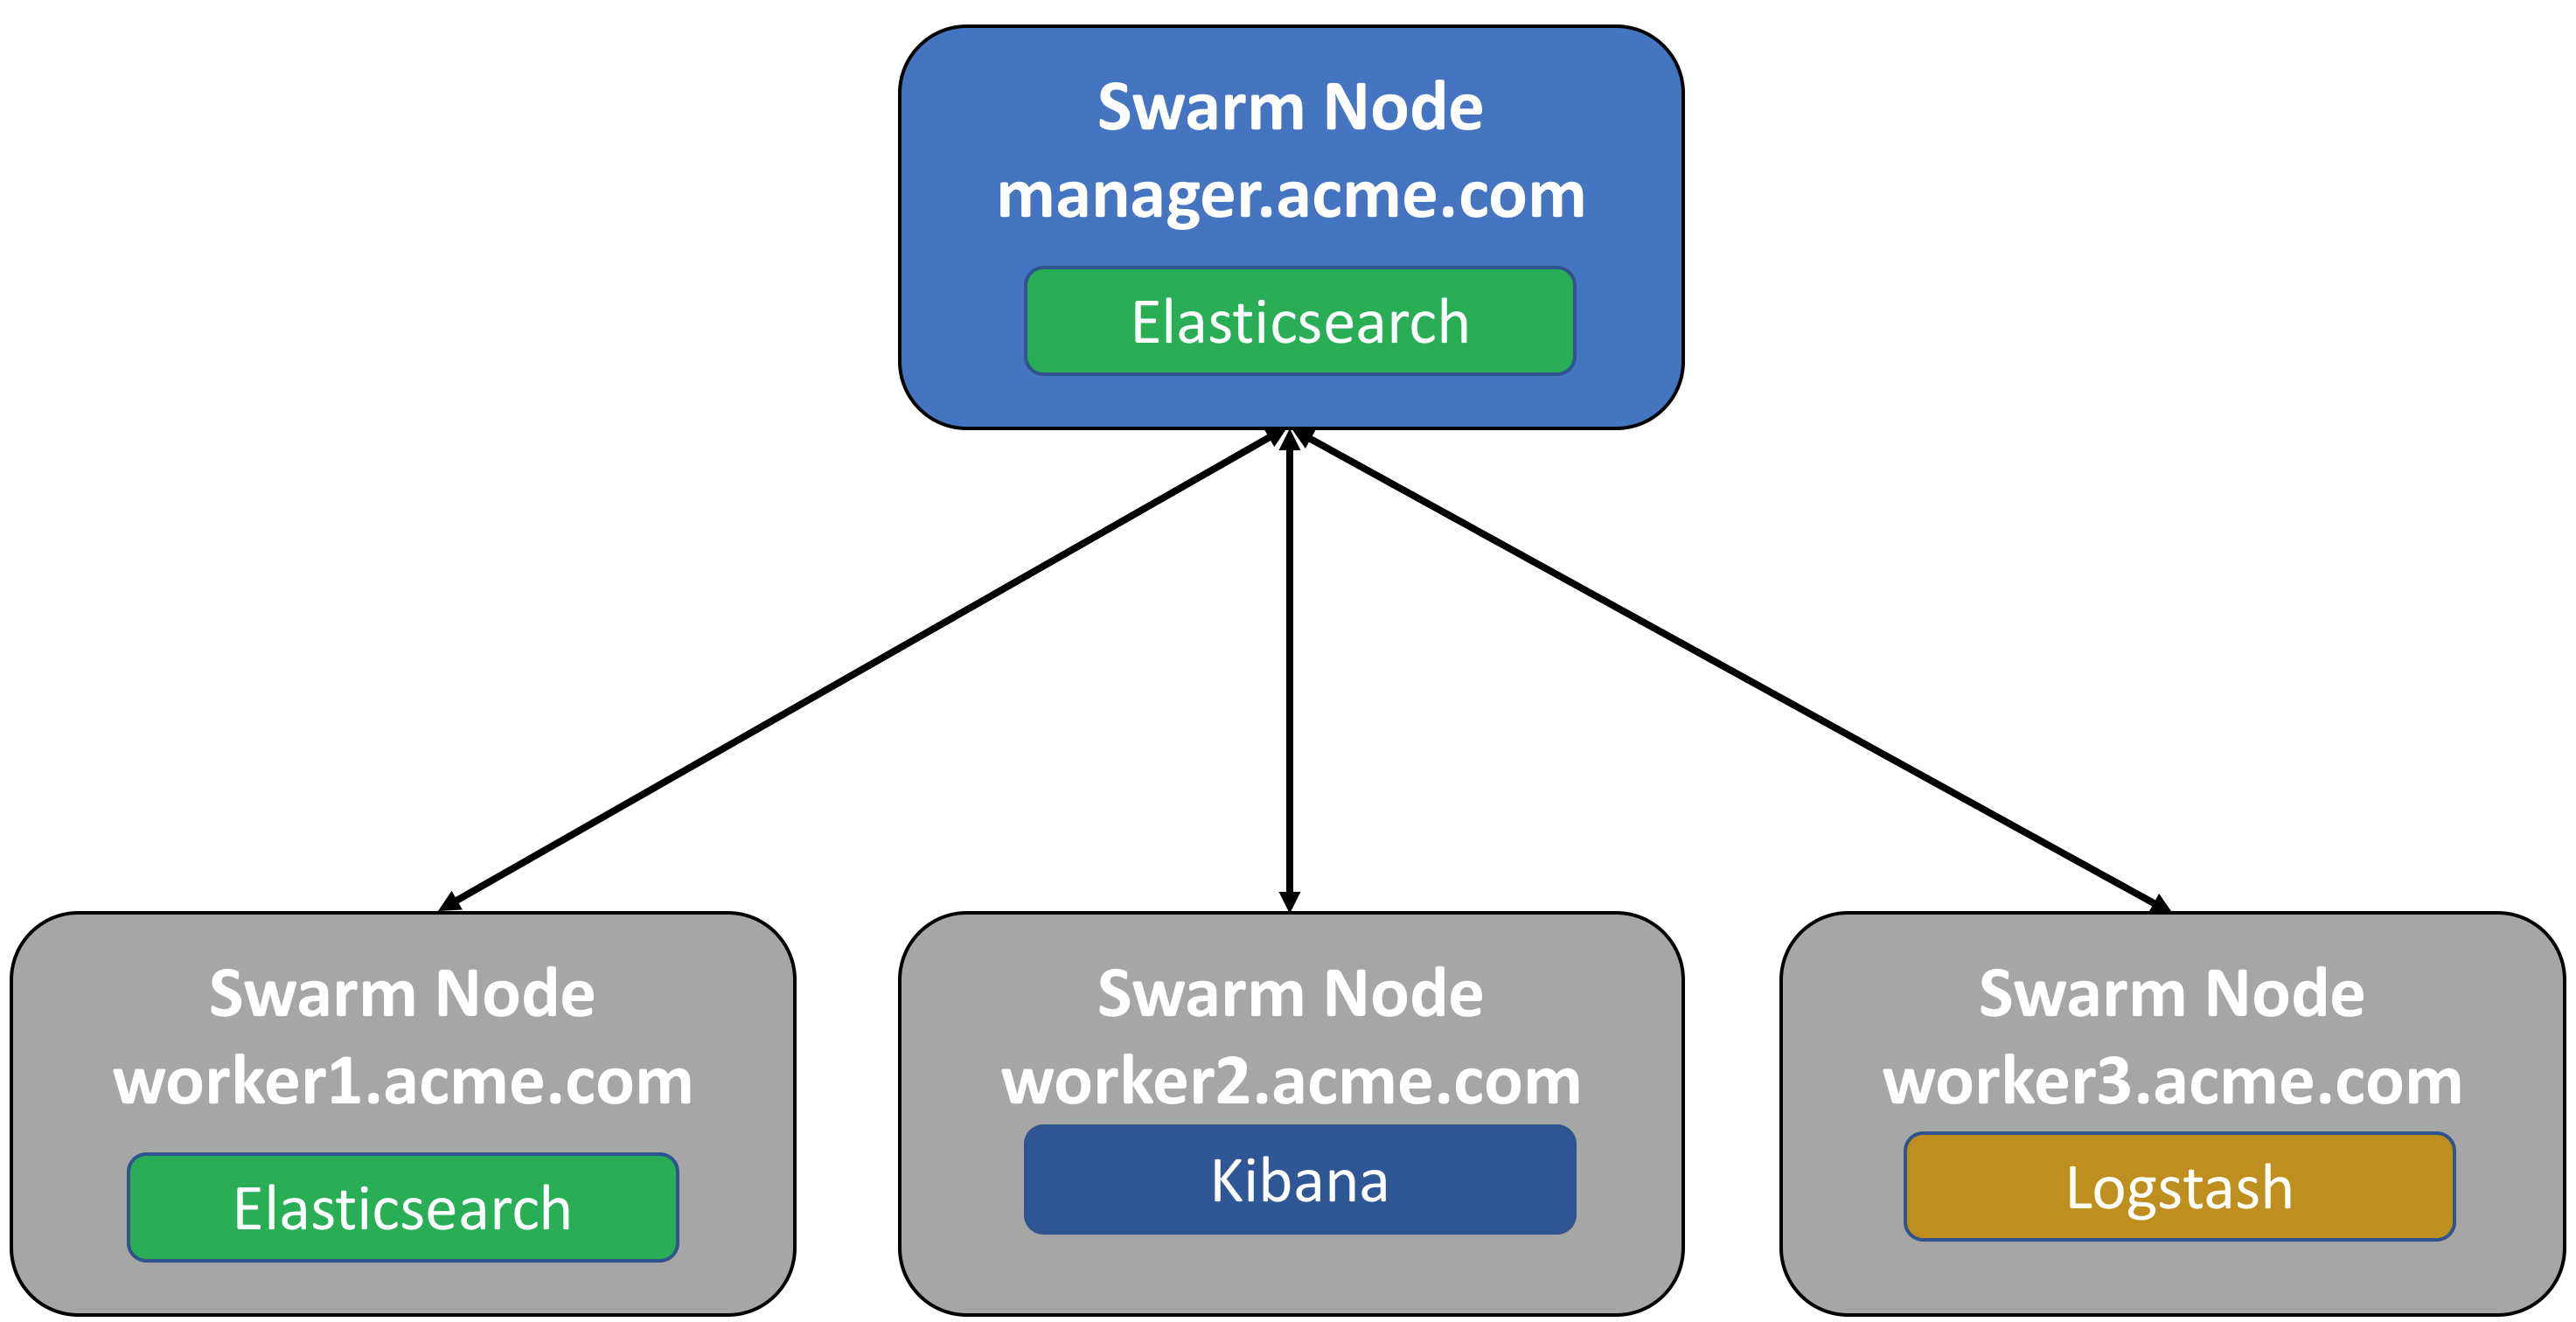 Swarm Node
manager.acme.com
Elasticsearch
Swarm Node
worker1.acme.com
Elasticsearch
Swarm Node
worker2.acme.com
Kibana
Swarm Node
worker3.acme.com
Logstash